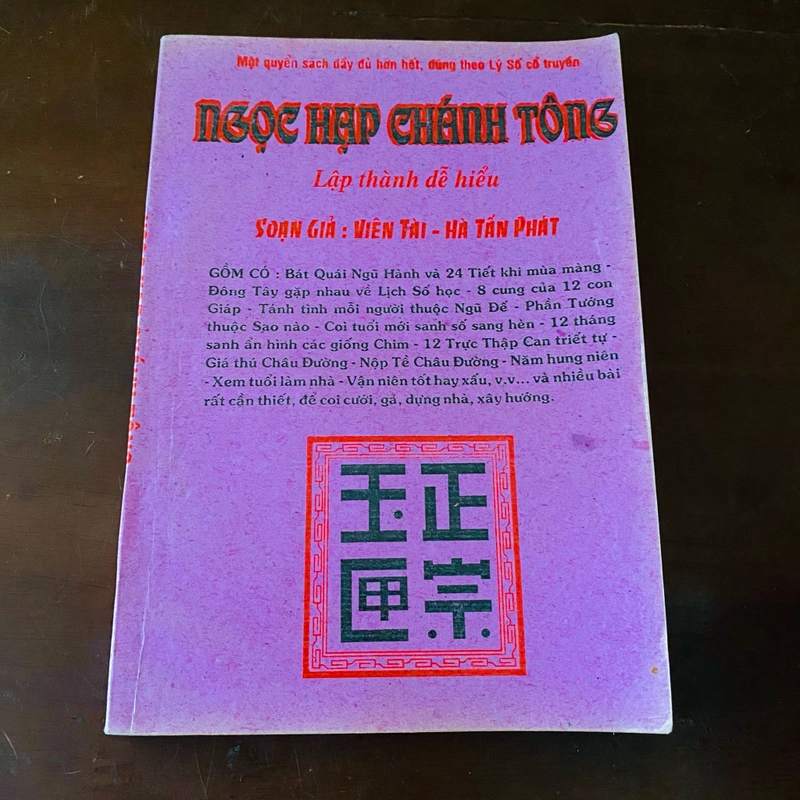 Một quyển sách đầy đủ hơn hết, đúng theo Lý Số cổ truyền
NGỌC HẠP CHÁNH TÔNG
Lập thành dễ hiểu
SOẠN GIẢ : VIÊN TÀI - HÀ TẤN PHÁT
GỒM CÓ : Bát Quái Ngũ Hành và 24 Tiết khi mùa màng -
Đông Tây gặp nhau về Lịch Số học - 8 cung của 12 con
Giáp - Tánh tình mỗi người thuộc Ngũ Đế - Phần Tướng
thuộc Sao nào - Coi tuổi mới sanh số sang hèn - 12 tháng
sanh ẩn hình các giống Chim - 12 Trực Thập Can triết tự -
Giá thú Châu Đường - Nộp Tề Châu Đường - Năm hung niên
- Xem tuổi làm nhà - Vận niên tốt hay xấu, v.v... và nhiều bài
rất cần thiết, để coi cưới, gả, dựng nhà, xây hướng.
玉正
匣宗